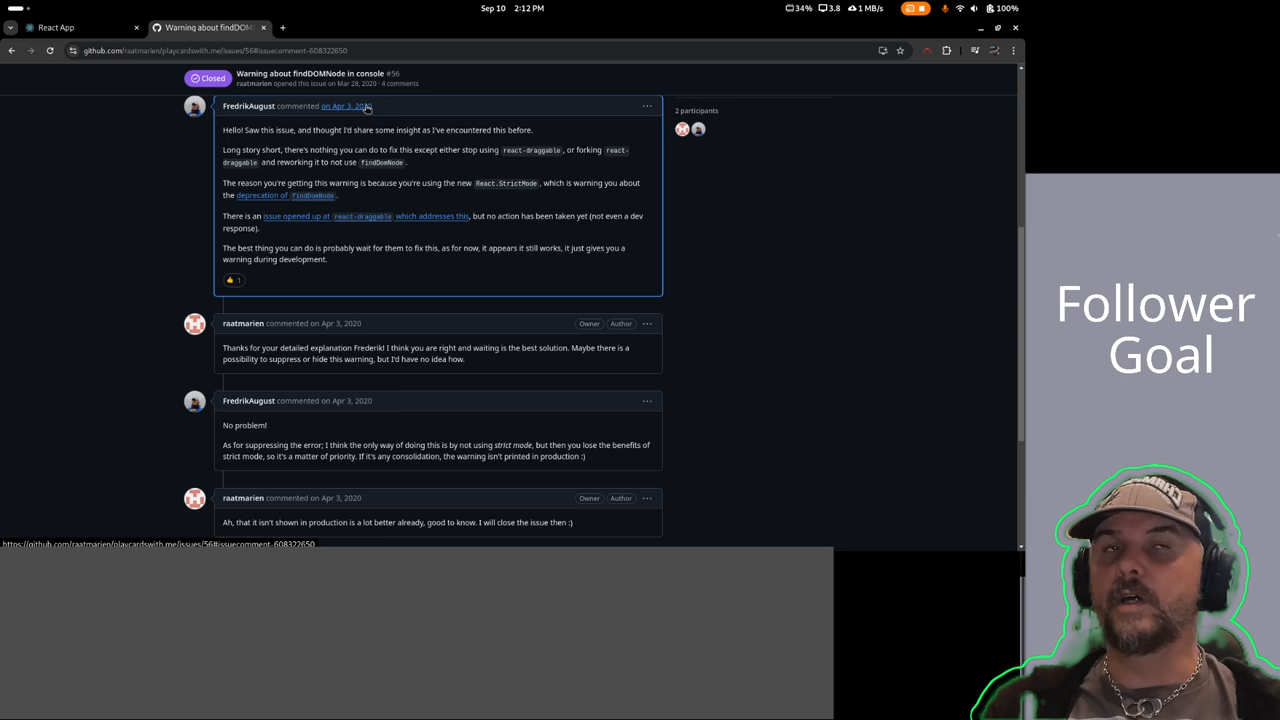 Sep 10 2:12 PM
34% 3.8 1 MB/s 100%
React App
Warning about findDOMN
github.com/raatmarien/playcardswith.me/issues/56#issuecomment-608322650
Closed
Warning about findDOMNode in console #56
raatmarien opened this issue on Mar 28, 2020 · 4 comments
FredrikAugust commented on Apr 3, 2020
2 participants
Hello! Saw this issue, and thought I'd share some insight as I've encountered this before.
Long story short, there's nothing you can do to fix this except either stop using react-draggable, or forking react-
draggable and reworking it to not use findDomNode.
The reason you're getting this warning is because you're using the new React.StrictMode, which is warning you about
the deprecation of findDomNode.
There is an issue opened up at react-draggable which addresses this, but no action has been taken yet (not even a dev
response).
The best thing you can do is probably wait for them to fix this, as for now, it appears it still works, it just gives you a
warning during development.
👍 1
raatmarien commented on Apr 3, 2020 Owner Author
Thanks for your detailed explanation Frederik! I think you are right and waiting is the best solution. Maybe there is a
possibility to suppress or hide this warning, but I'd have no idea how.
FredrikAugust commented on Apr 3, 2020
No problem!
As for suppressing the error; I think the only way of doing this is by not using strict mode, but then you lose the benefits of
strict mode, so it's a matter of priority. If it's any consolidation, the warning isn't printed in production :)
raatmarien commented on Apr 3, 2020 Owner Author
Ah, that it isn't shown in production is a lot better already, good to know. I will close the issue then :)
https://github.com/raatmarien/playcardswith.me/issues/56#issuecomment-608322650
Follower
Goal